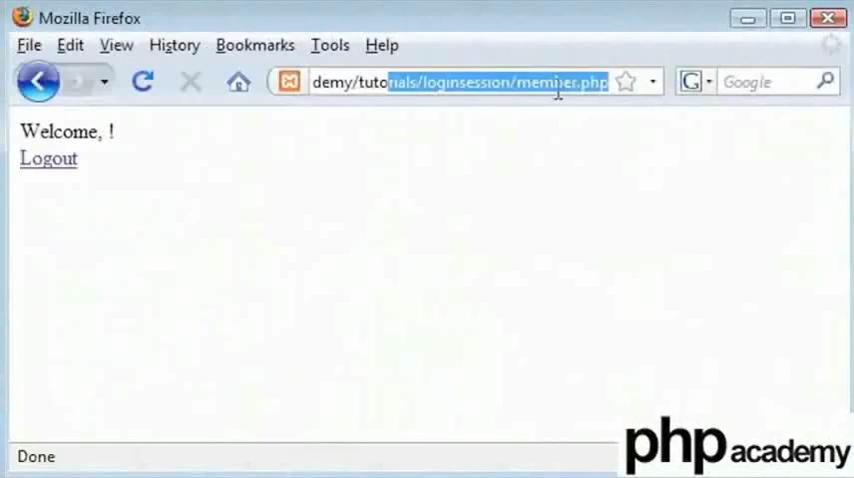 Mozilla Firefox
File Edit View History Bookmarks Tools Help
demy/tutorials/loginsession/member.php Google
Welcome, !
Logout
Done
php academy